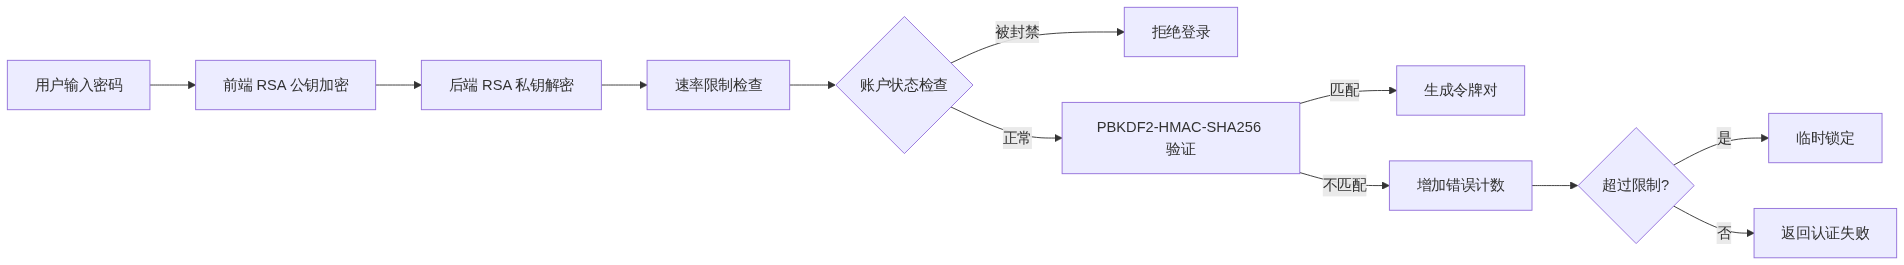 用户输入密码
前端 RSA 公钥加密
后端 RSA 私钥解密
速率限制检查
账户状态检查
被封禁
拒绝登录
正常
PBKDF2-HMAC-SHA256
验证
匹配
生成令牌对
不匹配
增加错误计数
超过限制?
是
临时锁定
否
返回认证失败